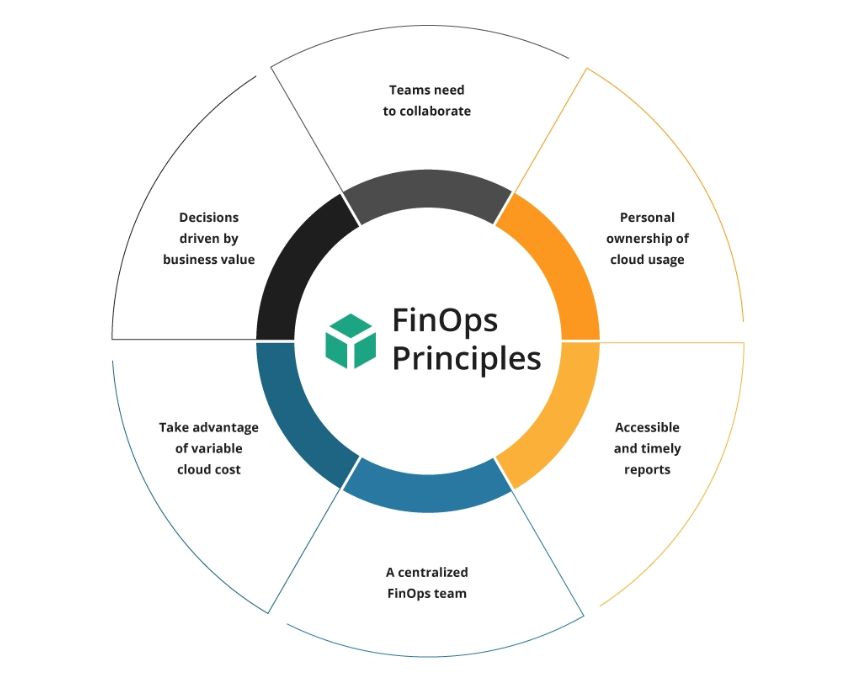 Teams need
to collaborate
Decisions
driven by
business value
Personal
ownership of
cloud usage
FinOps
Principles
Take advantage
of variable
cloud cost
Accessible
and timely
reports
A centralized
FinOps team